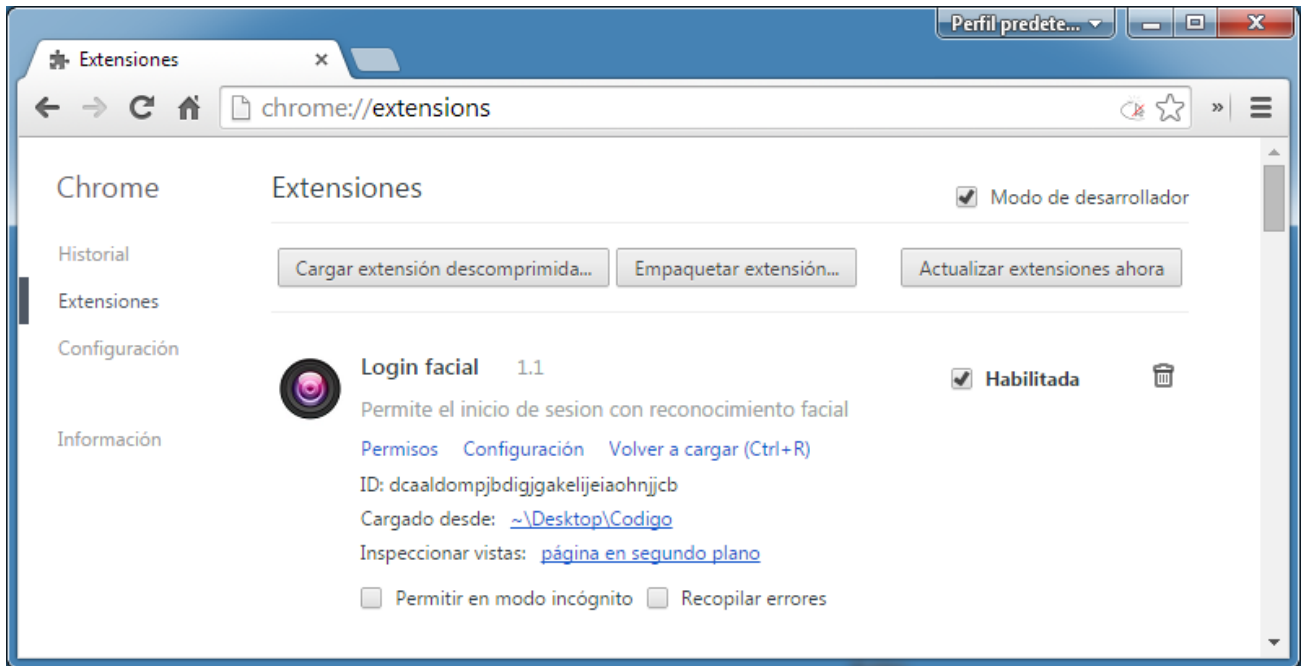 Perfil predete...
Extensiones
chrome://extensions
Chrome
Extensiones
Modo de desarrollador
Historial
Extensiones
Configuración
Información
Cargar extensión descomprimida... Empaquetar extensión... Actualizar extensiones ahora
Login facial 1.1
Habilitada
Permite el inicio de sesion con reconocimiento facial
Permisos Configuración Volver a cargar (Ctrl+R)
ID: dcaaldompjbdigjgakelijeiaohnjjcb
Cargado desde: ~\Desktop\Codigo
Inspeccionar vistas: página en segundo plano
Permitir en modo incógnito Recopilar errores